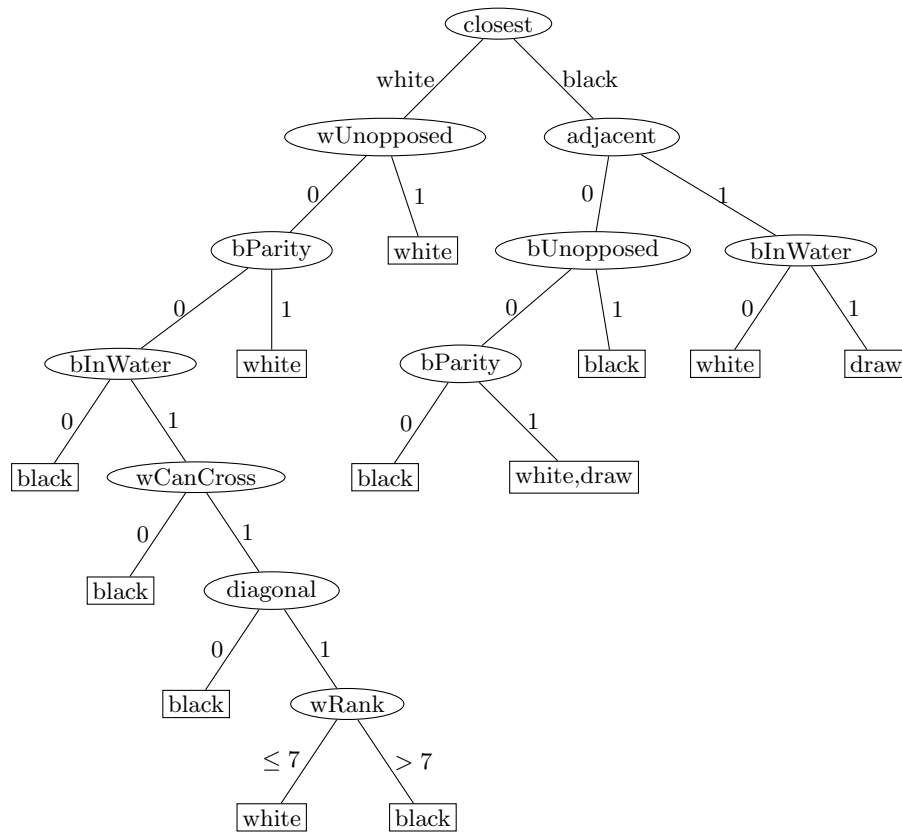 closest
white black
wUnopposed adjacent
0 1 0 1
bParity white bUnopposed bInWater
0 1 0 1 0 1
bInWater white bParity black white draw
0 1 0 1
black wCanCross black white,draw
0 1
black diagonal
0 1
black wRank
≤ 7 > 7
white black